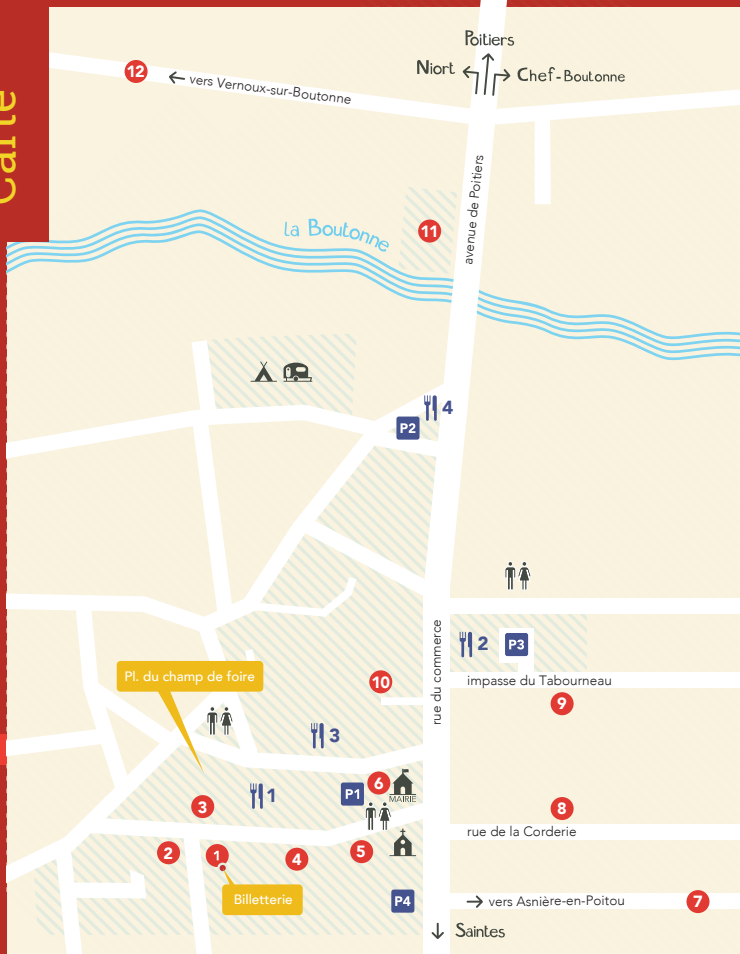 Carte
Poitiers
Niort
Chef-Boutonne
12
vers Vernoux-sur-Boutonne
avenue de Poitiers
la Boutonne
11
4
P2
2
P3
rue du commerce
impasse du Tabourneau
Pl. du champ de foire
10
9
3
6
P1
1
MAIRIE
3
8
rue de la Corderie
2
1
4
5
Billetterie
P4
vers Asnière-en-Poitou
7
Saintes